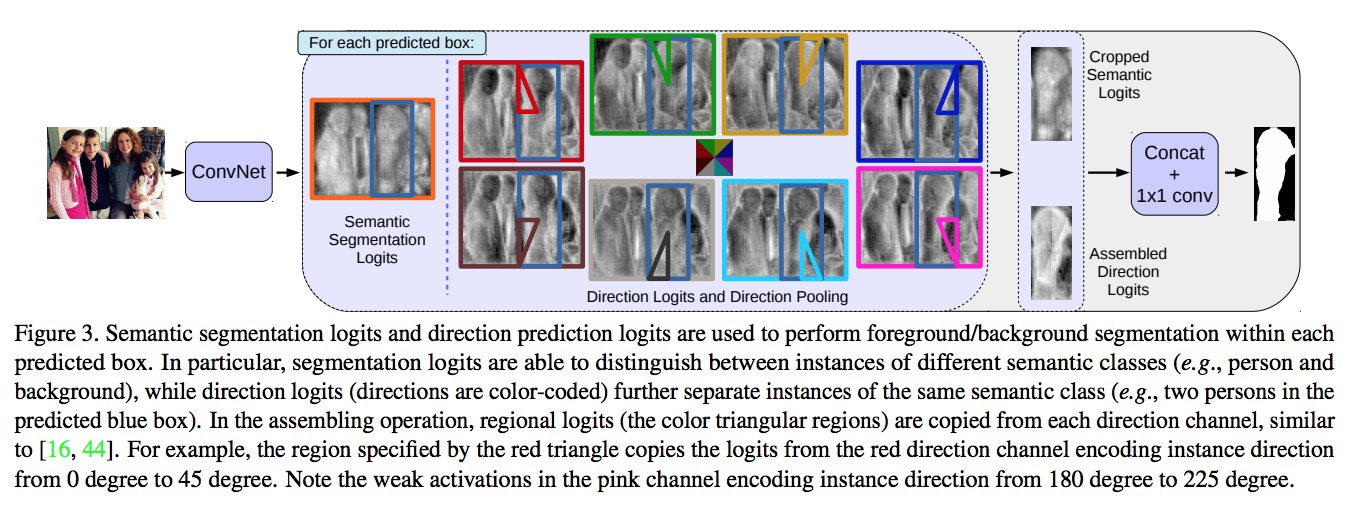 For each predicted box:
ConvNet
Semantic
Segmentation
Logits
Direction Logits and Direction Pooling
Cropped
Semantic
Logits
Assembled
Direction
Logits
Concat
+
1x1 conv
Figure 3. Semantic segmentation logits and direction prediction logits are used to perform foreground/background segmentation within each
predicted box. In particular, segmentation logits are able to distinguish between instances of different semantic classes (e.g., person and
background), while direction logits (directions are color-coded) further separate instances of the same semantic class (e.g., two persons in the
predicted blue box). In the assembling operation, regional logits (the color triangular regions) are copied from each direction channel, similar
to [16, 44]. For example, the region specified by the red triangle copies the logits from the red direction channel encoding instance direction
from 0 degree to 45 degree. Note the weak activations in the pink channel encoding instance direction from 180 degree to 225 degree.